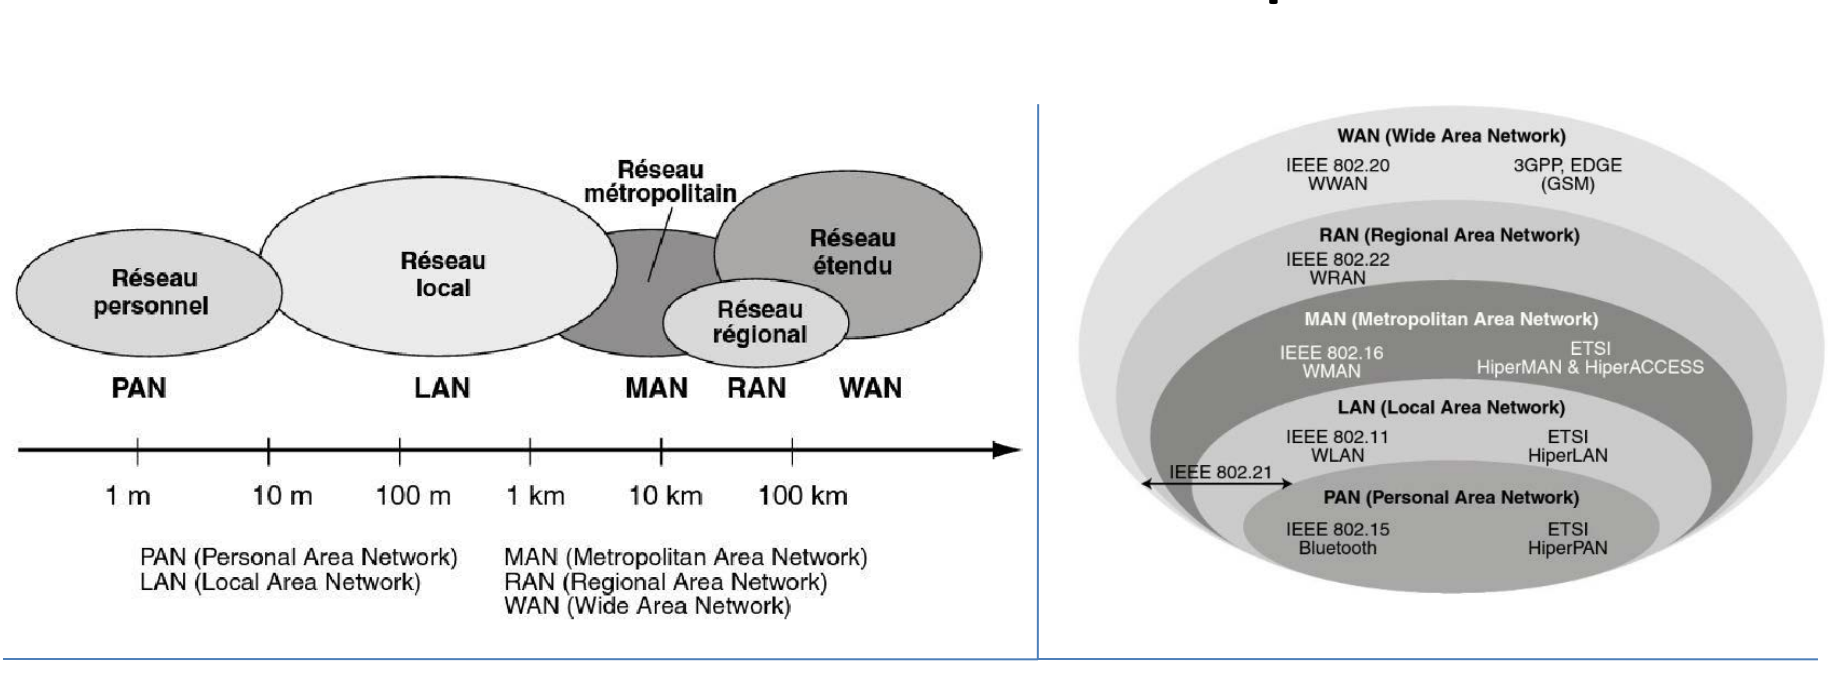 Réseau
métropolitain
Réseau
personnel
Réseau
local
Réseau
étendu
Réseau
régional
PAN LAN MAN RAN WAN
1 m 10 m 100 m 1 km 10 km 100 km
PAN (Personal Area Network)
LAN (Local Area Network)
MAN (Metropolitan Area Network)
RAN (Regional Area Network)
WAN (Wide Area Network)
WAN (Wide Area Network)
IEEE 802.20
WWAN
3GPP, EDGE
(GSM)
RAN (Regional Area Network)
IEEE 802.22
WRAN
MAN (Metropolitan Area Network)
IEEE 802.16
WMAN
ETSI
HiperMAN & HiperACCESS
LAN (Local Area Network)
IEEE 802.11
WLAN
ETSI
HiperLAN
IEEE 802.21
PAN (Personal Area Network)
IEEE 802.15
Bluetooth
ETSI
HiperPAN